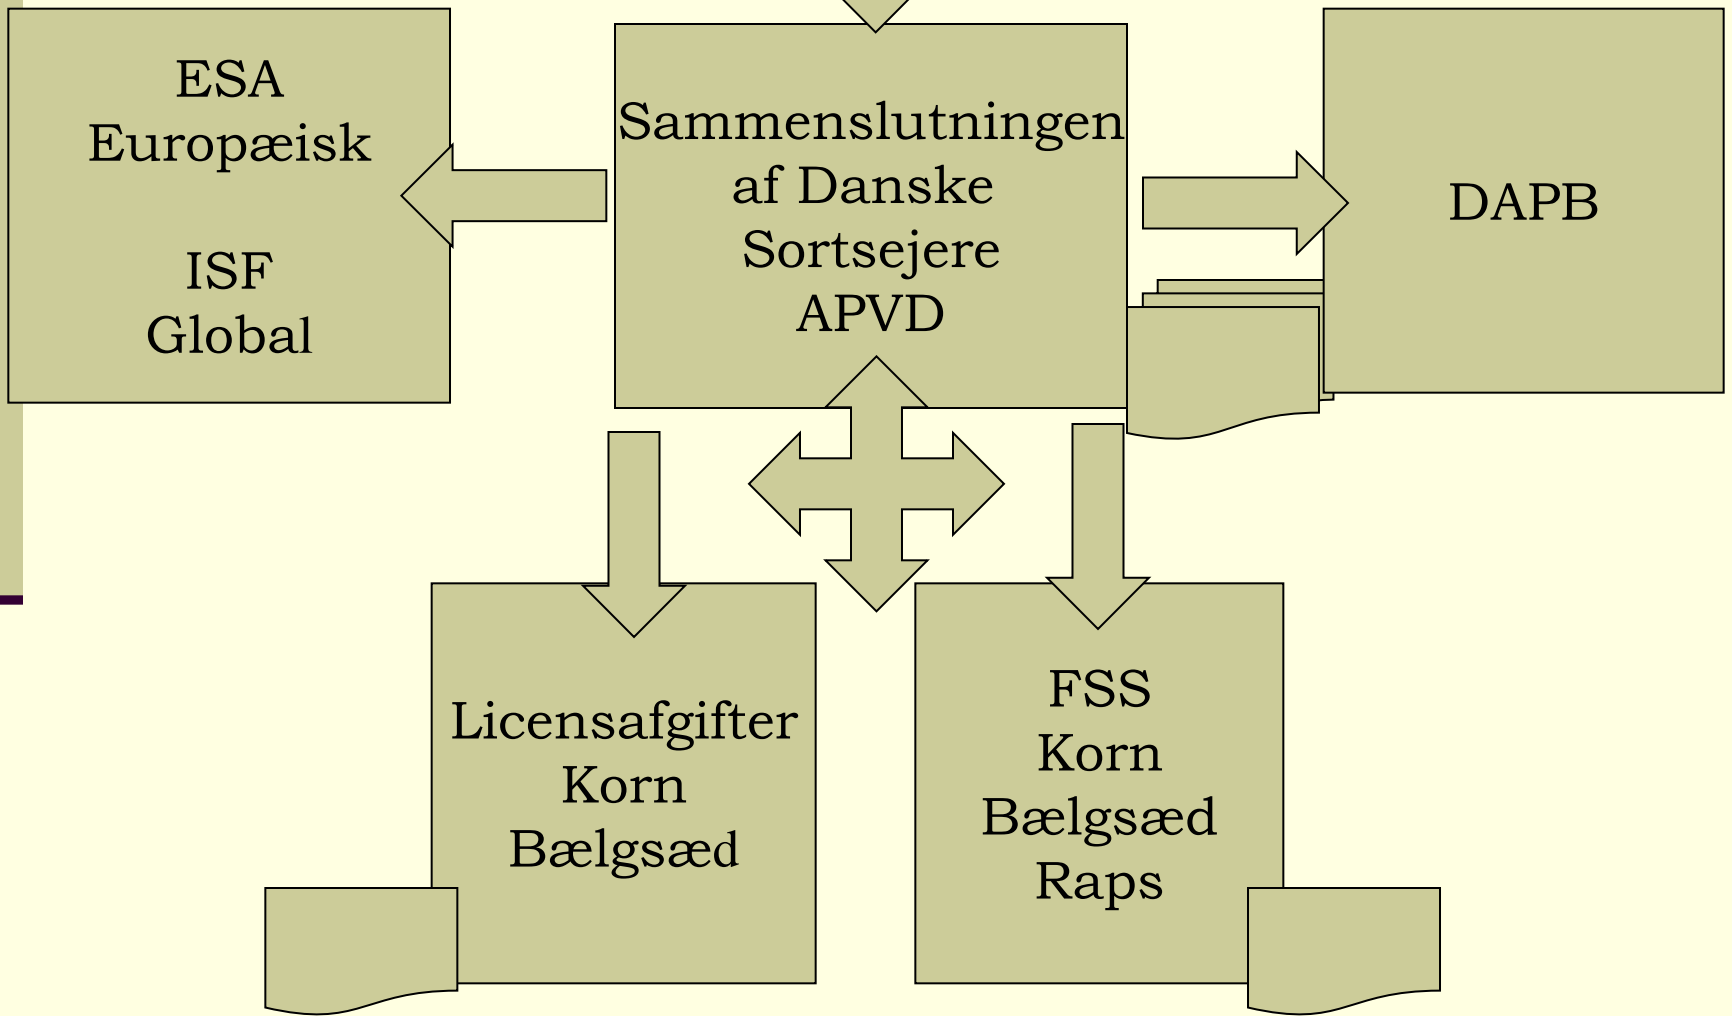 ESA
Europæisk
ISF
Global
Sammenslutningen
af Danske
Sortsejere
APVD
DAPB
Licensafgifter
Korn
Bælgsæd
FSS
Korn
Bælgsæd
Raps